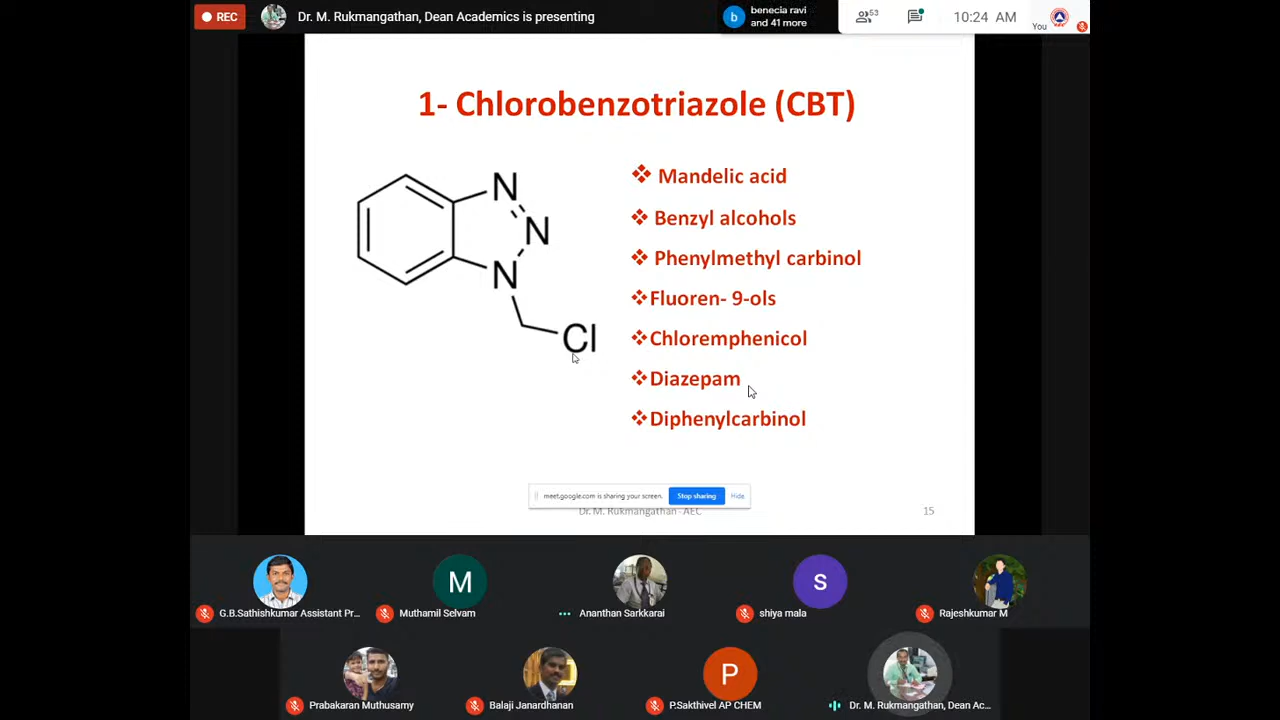 REC
Dr. M. Rukmangathan, Dean Academics is presenting
b
benecia ravi
and 41 more
53
10:24 AM
You
1- Chlorobenzotriazole (CBT)
N
N
N
Cl
Mandelic acid
Benzyl alcohols
Phenylmethyl carbinol
Fluoren- 9-ols
Chloremphenicol
Diazepam
Diphenylcarbinol
meet.google.com is sharing your screen.
Stop sharing
Hide
Dr. M. Rukmangathan - AEC
15
M
s
G.B.Sathishkumar Assistant Pr...
Muthamil Selvam
Ananthan Sarkkarai
shiya mala
Rajeshkumar M
P
Prabakaran Muthusamy
Balaji Janardhanan
P.Sakthivel AP CHEM
Dr. M. Rukmangathan, Dean Ac...